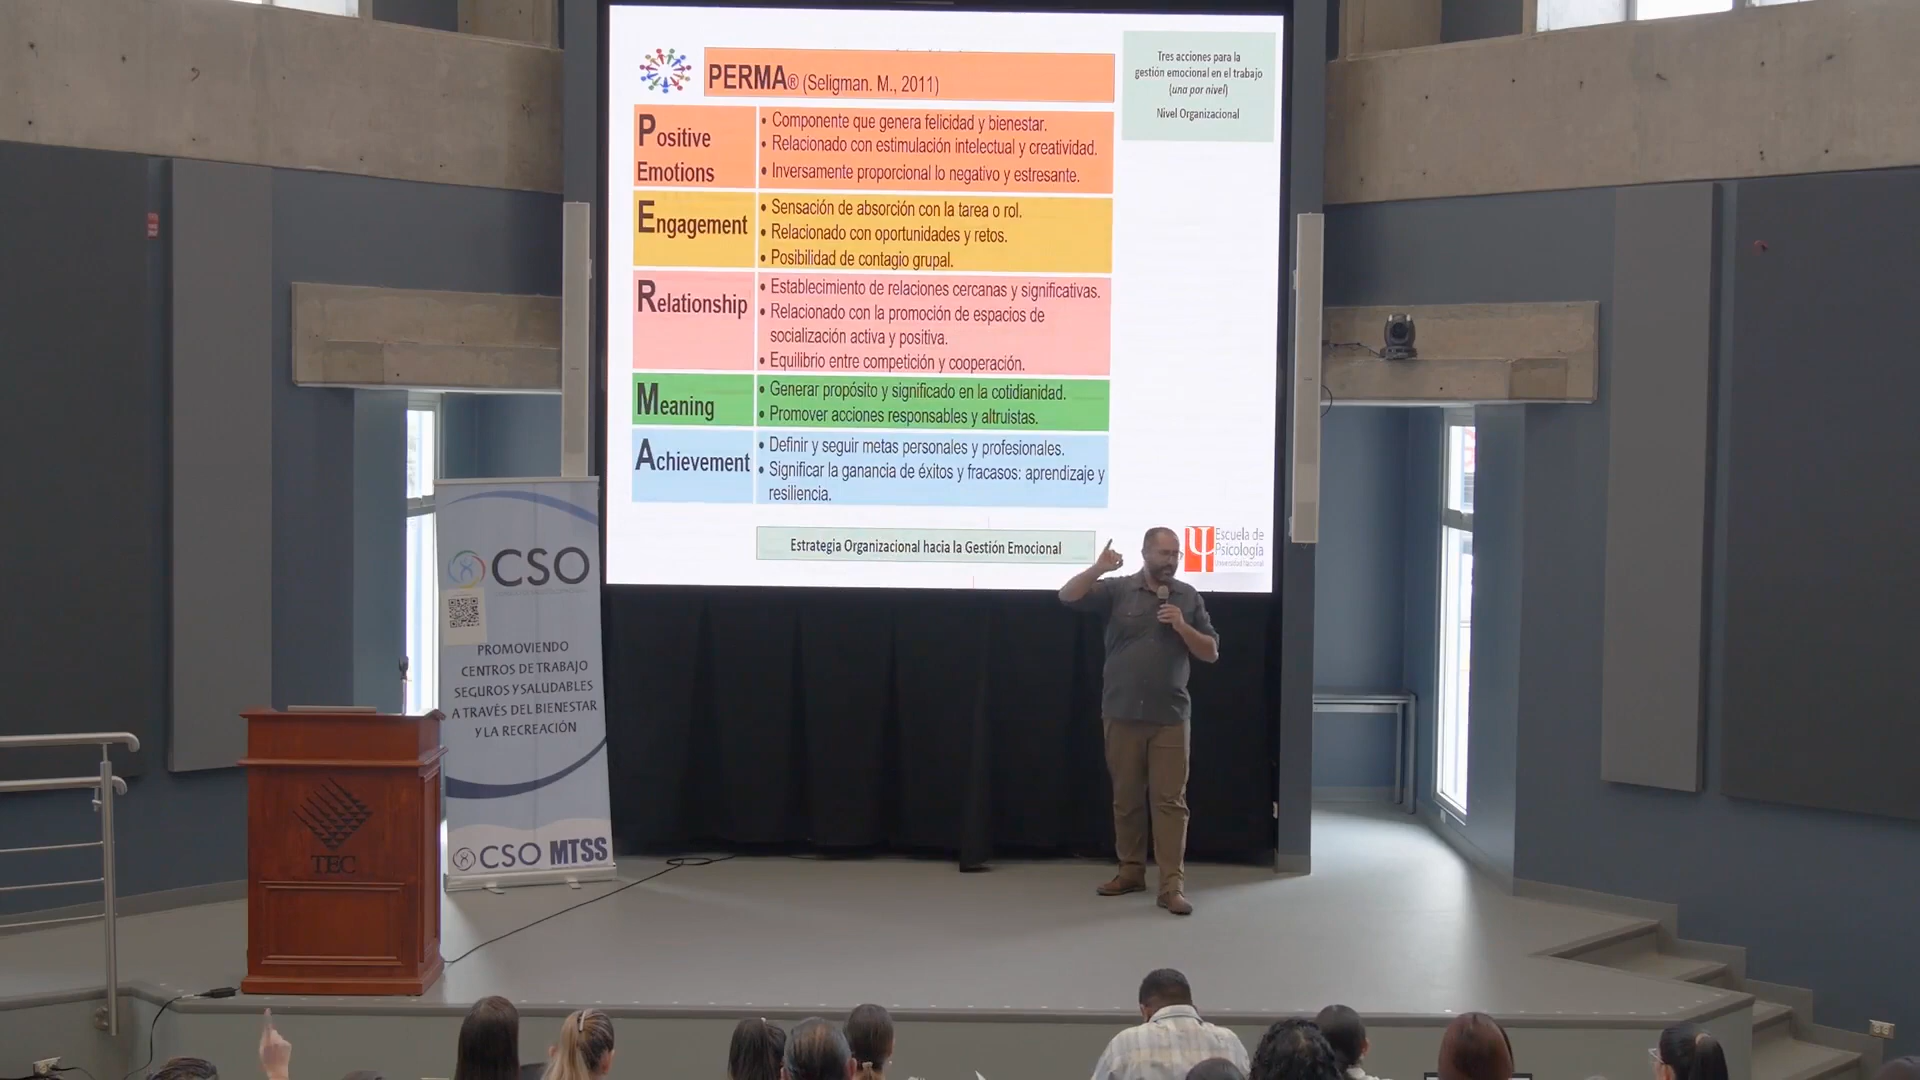 PERMA® (Seligman. M., 2011)
Tres acciones para la
gestión emocional en el trabajo
(una por nivel)
Nivel Organizacional
Positive
Emotions
• Componente que genera felicidad y bienestar.
• Relacionado con estimulación intelectual y creatividad.
• Inversamente proporcional lo negativo y estresante.
Engagement
• Sensación de absorción con la tarea o rol.
• Relacionado con oportunidades y retos.
• Posibilidad de contagio grupal.
Relationship
• Establecimiento de relaciones cercanas y significativas.
• Relacionado con la promoción de espacios de
socialización activa y positiva.
• Equilibrio entre competición y cooperación.
Meaning
• Generar propósito y significado en la cotidianidad.
• Promover acciones responsables y altruistas.
Achievement
• Definir y seguir metas personales y profesionales.
• Significar la ganancia de éxitos y fracasos: aprendizaje y
resiliencia.
Estrategia Organizacional hacia la Gestión Emocional
Escuela de
Psicología
Universidad Nacional
CSO
PROMOVIENDO
CENTROS DE TRABAJO
SEGUROS Y SALUDABLES
A TRAVÉS DEL BIENESTAR
Y LA RECREACIÓN
CSO MTSS
TEC